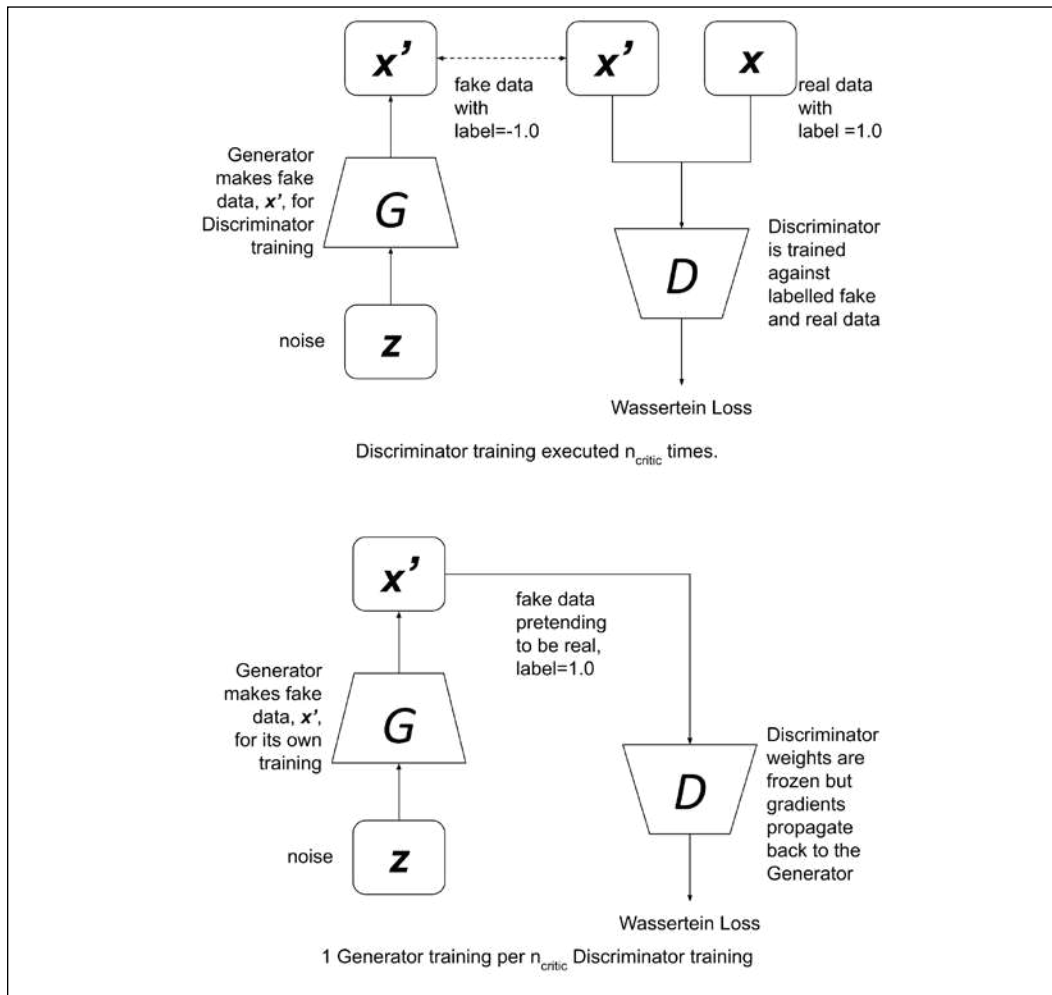 x’
x’
x
fake data
with
label=-1.0
real data
with
label =1.0
Generator
makes fake
data, x’, for
Discriminator
training
G
Discriminator
is trained
against
labelled fake
and real data
D
noise
z
Wassertein Loss
Discriminator training executed n_critic times.
x’
fake data
pretending
to be real,
label=1.0
Generator
makes fake
data, x’,
for its own
training
G
Discriminator
weights are
frozen but
gradients
propagate
back to the
Generator
D
noise
z
Wassertein Loss
1 Generator training per n_critic Discriminator training